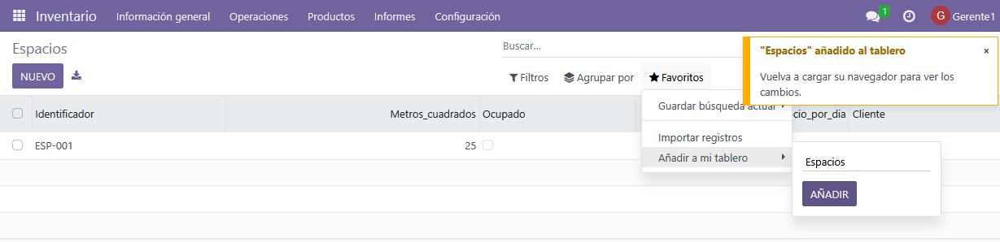 Inventario Información general Operaciones Productos Informes Configuración 1 G Gerente1
Espacios
Buscar...
"Espacios" añadido al tablero ×
Vuelva a cargar su navegador para ver los
cambios.
NUEVO
Filtros Agrupar por Favoritos
Guardar búsqueda actual
Identificador Metros_cuadrados Ocupado cio_por_dia Cliente
Importar registros
ESP-001 25
Añadir a mi tablero
Espacios
AÑADIR